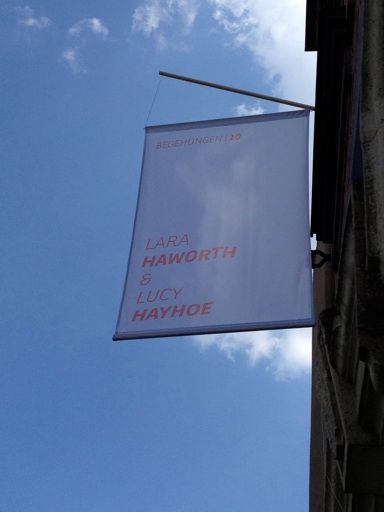 BEGEHUNGEN | 10
LARA
HAWORTH
&
LUCY
HAYHOE